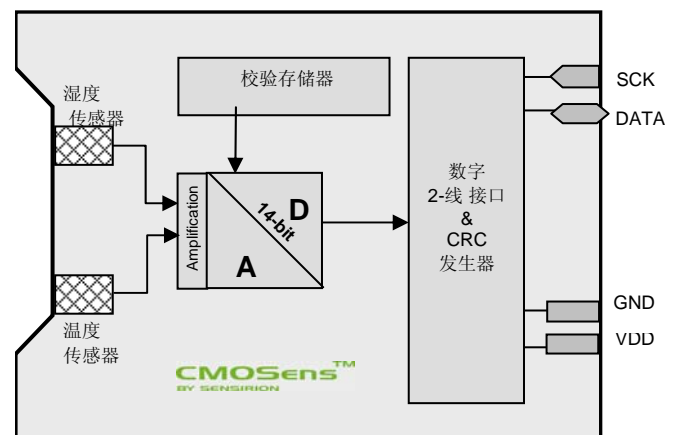 校验存储器
湿度
传感器
Amplification
14-bit
D
A
数字
2-线 接口
&
CRC
发生器
SCK
DATA
GND
VDD
温度
传感器
CMOSens™
BY SENSIRION